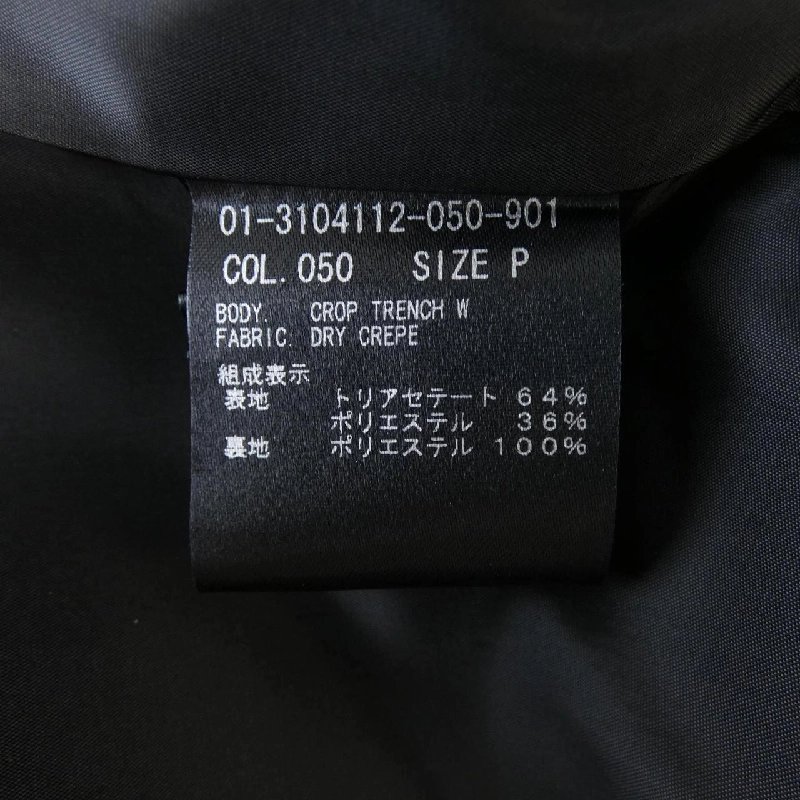 01-3104112-050-901
COL.050 SIZE P
BODY. CROP TRENCH W
FABRIC. DRY CREPE
組成表示
表地 トリアセテート 64%
ポリエステル 36%
裏地 ポリエステル 100%